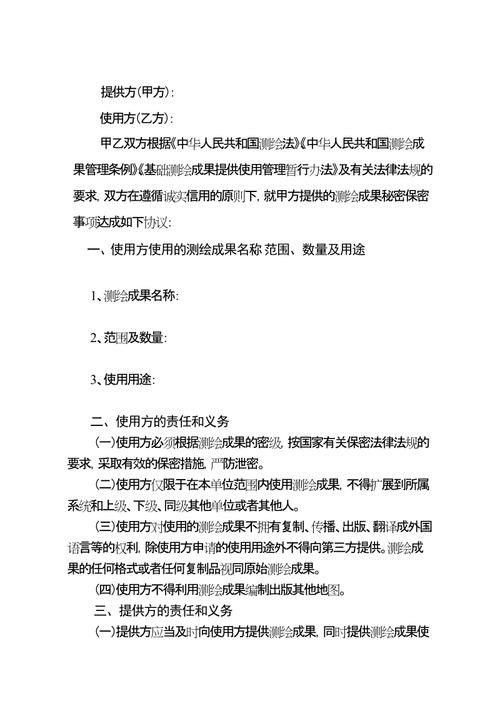 提供方(甲方):
使用方(乙方):
甲乙双方根据《中华人民共和国测绘法》《中华人民共和国测绘成
果管理条例》《基础测绘成果提供使用管理暂行办法》及有关法律法规的
要求, 双方在遵循诚实信用的原则下, 就甲方提供的测绘成果秘密保密
事项达成如下协议:
一、使用方使用的测绘成果名称 范围、数量及用途
1、测绘成果名称:
2、范围及数量:
3、使用用途:
二、使用方的责任和义务
(一)使用方必须根据测绘成果的密级, 按国家有关保密法律法规的
要求, 采取有效的保密措施, 严防泄密。
(二)使用方仅限于在本单位范围内使用测绘成果, 不得扩展到所属
系统和上级、下级、同级其他单位或者其他人。
(三)使用方对使用的测绘成果不拥有复制、传播、出版、翻译成外国
语言等的权利, 除使用方申请的使用用途外不得向第三方提供。测绘成
果的任何格式或者任何复制品视同原始测绘成果。
(四)使用方不得利用测绘成果编制出版其他地图。
三、提供方的责任和义务
(一)提供方应当及时向使用方提供测绘成果, 同时提供测绘成果使